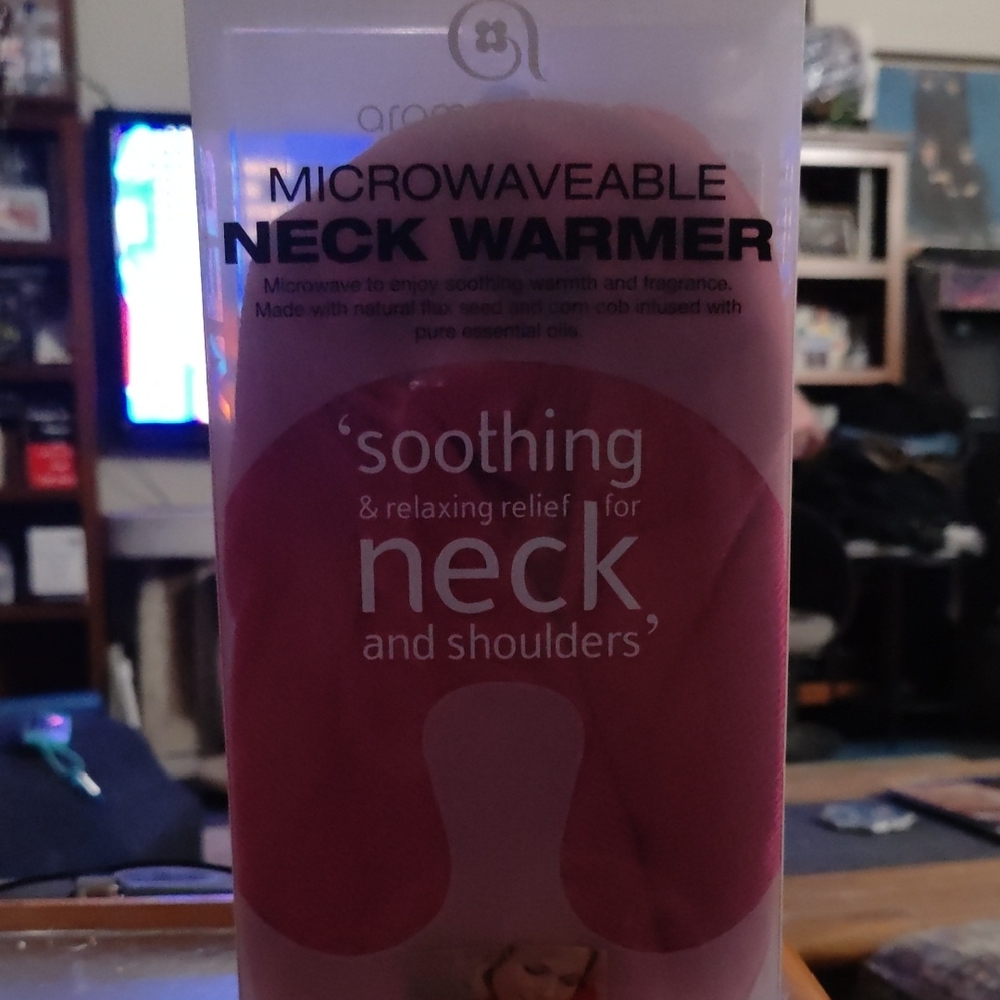 MICROWAVEABLE
NECK WARMER
Microwave to enjoy soothing warmth and fragrance.
Made with natural flax seed and corn cob infused with
pure essential oils.
‘soothing
& relaxing relief for
neck
and shoulders’